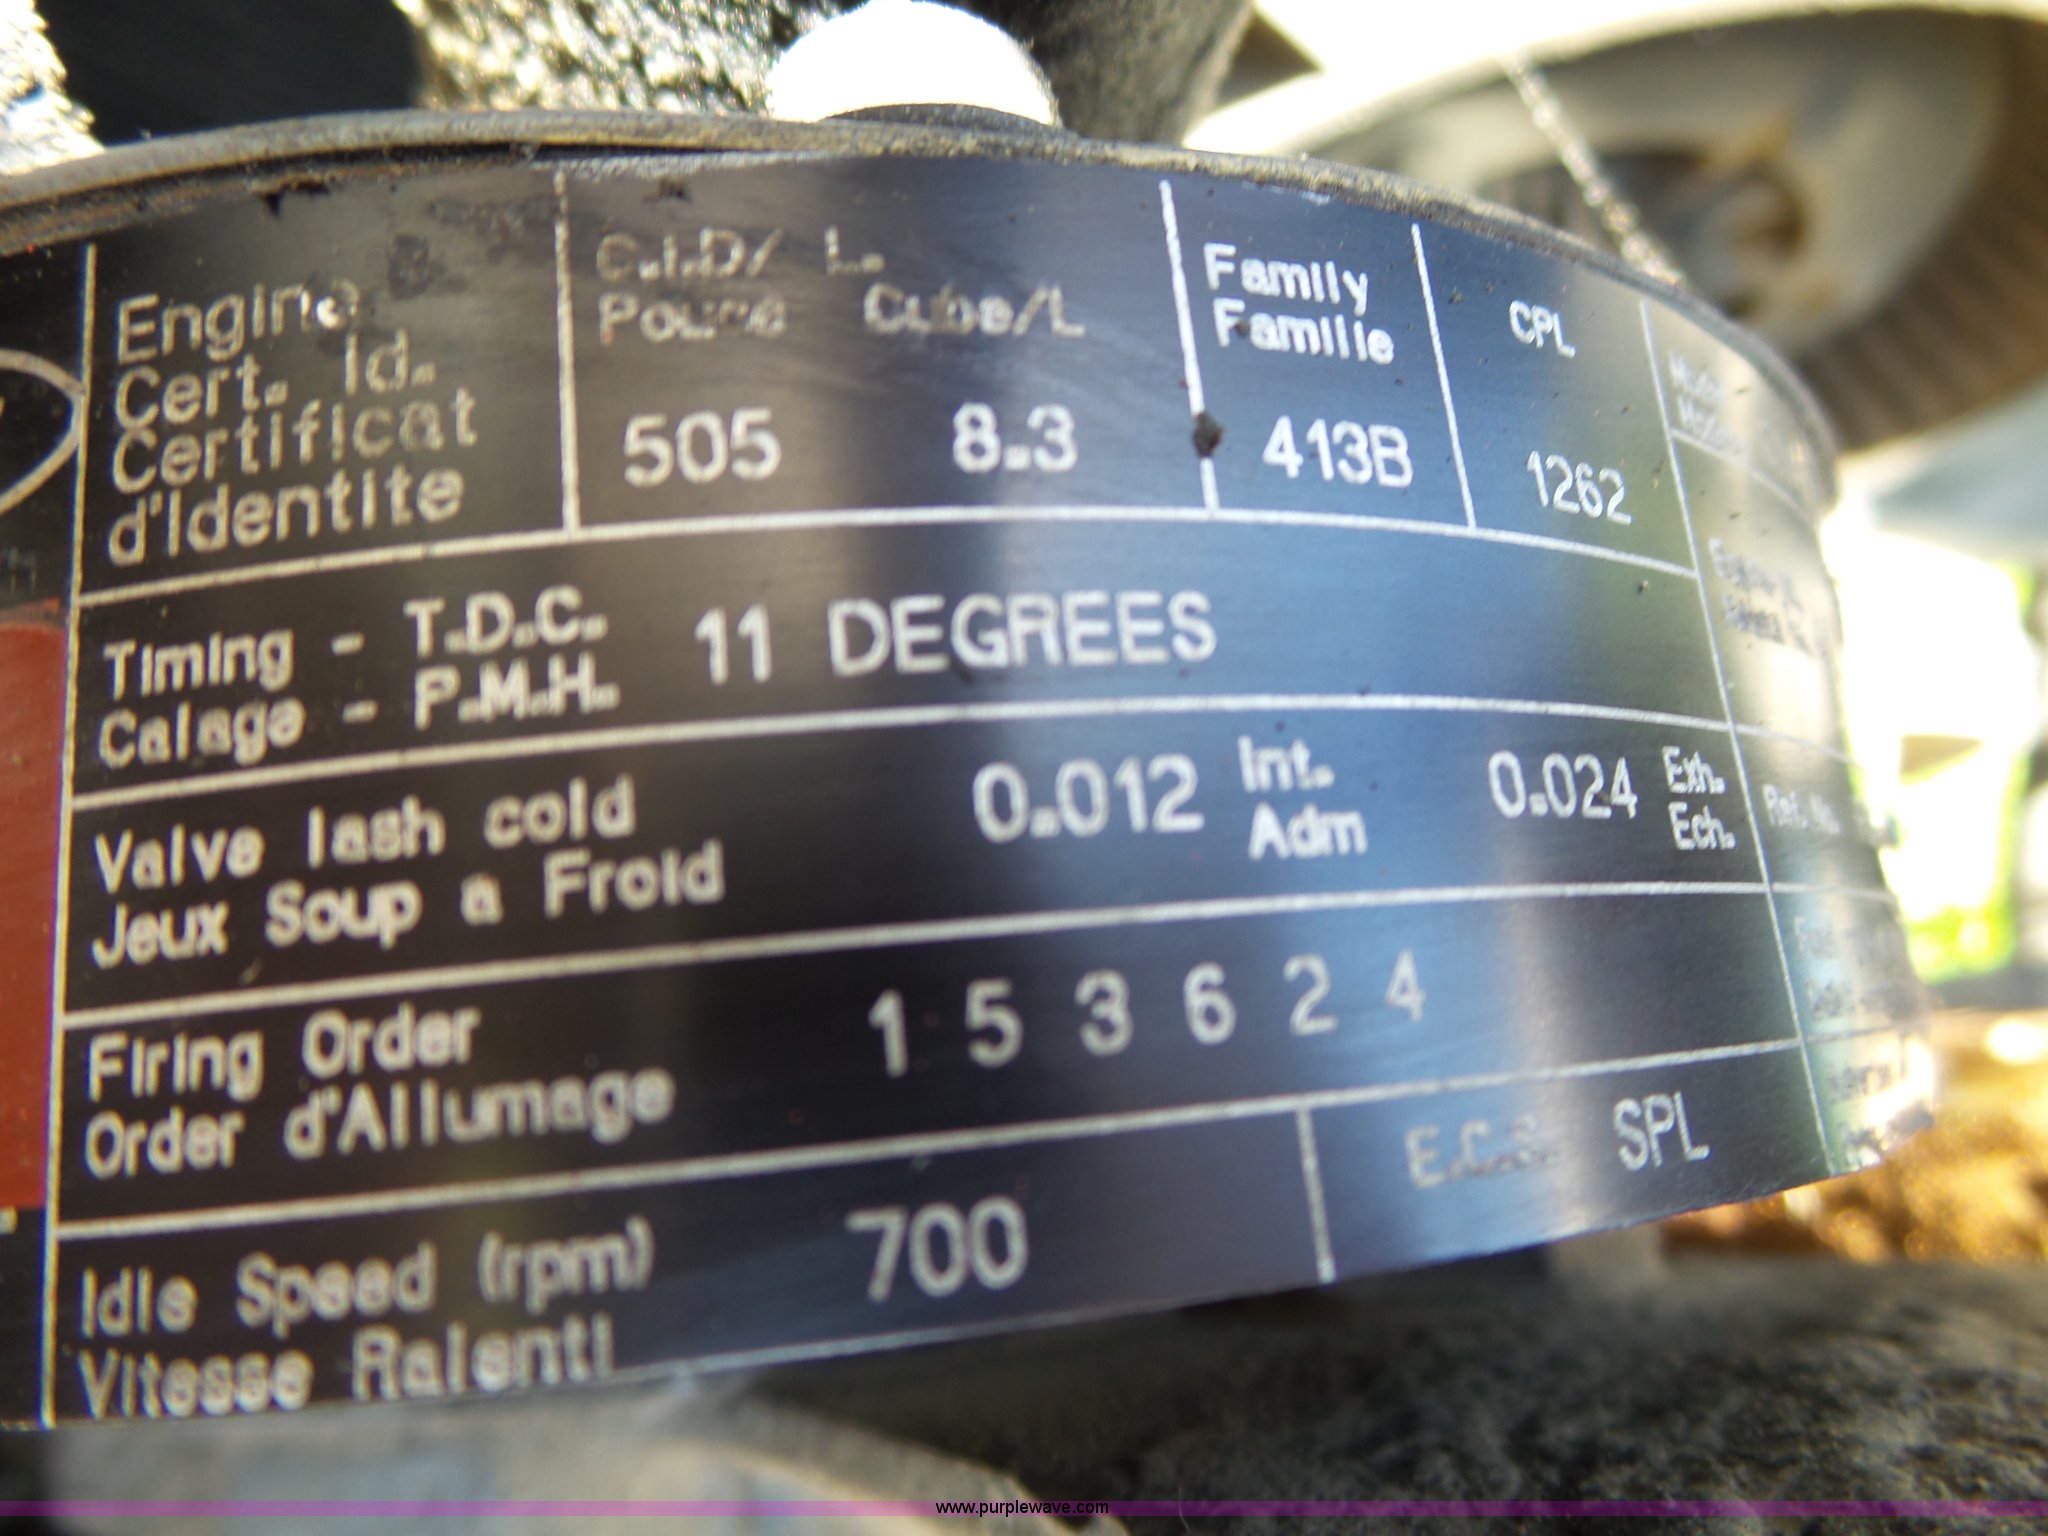 Engine
Cert. Id.
Certificat
d'Identite
C.I.D/ L.
Pouce Cube/L
505 8.3
Family
Famille
413B
CPL
1262
Timing - T.D.C.
Calage - P.M.H.
11 DEGREES
Valve lash cold
Jeux Soup a Froid
0.012 Int.
Adm
0.024 Exh.
Ech.
Firing Order
Order d'Allumage
1 5 3 6 2 4
Idle Speed (rpm)
Vitesse Ralenti
700
E.C.S. SPL
Ref. No.
www.purplewave.com